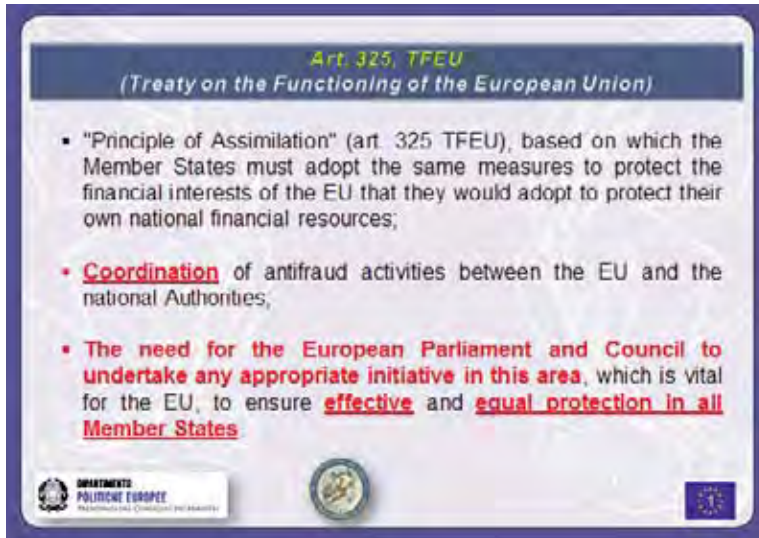 Art. 325, TFEU
(Treaty on the Functioning of the European Union)
▪ "Principle of Assimilation" (art. 325 TFEU), based on which the
Member States must adopt the same measures to protect the
financial interests of the EU that they would adopt to protect their
own national financial resources;
▪ Coordination of antifraud activities between the EU and the
national Authorities;
▪ The need for the European Parliament and Council to
undertake any appropriate initiative in this area, which is vital
for the EU, to ensure effective and equal protection in all
Member States
DIPARTIMENTO
POLITICHE EUROPEE
1